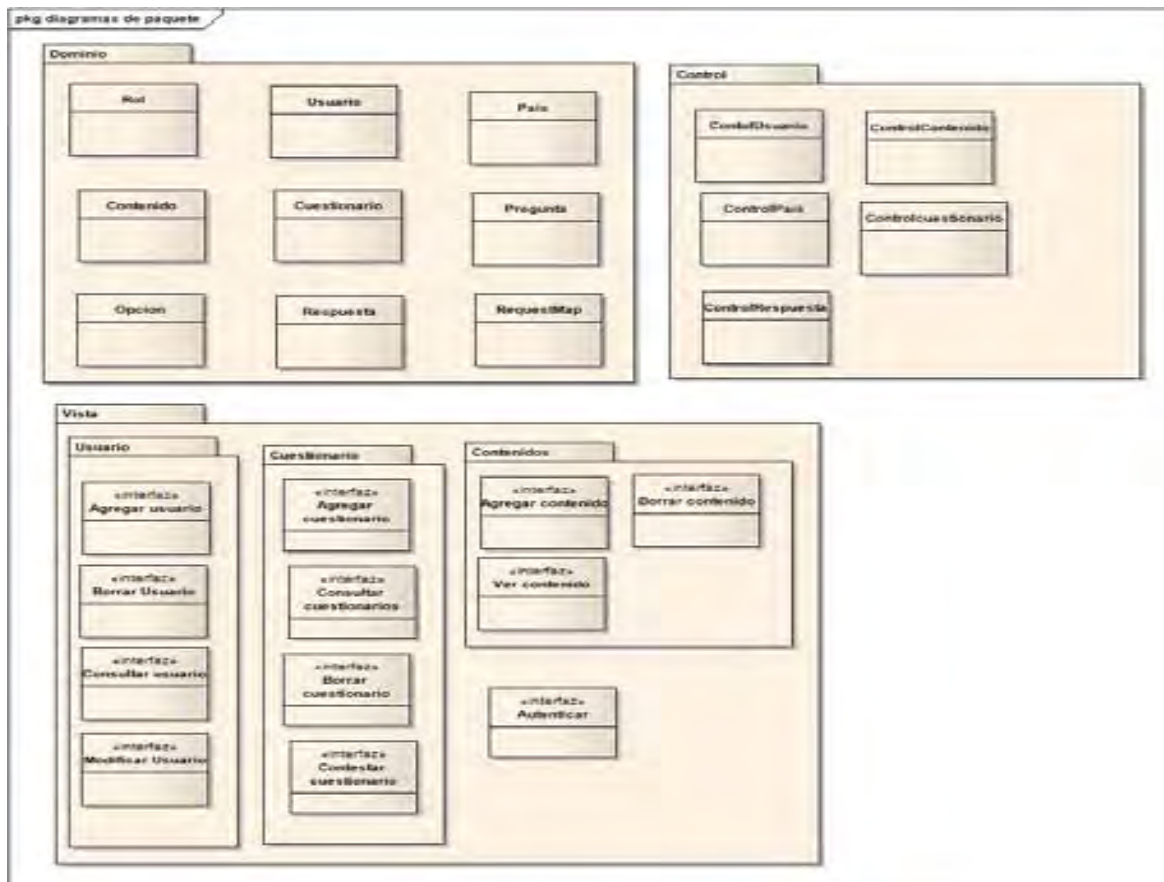 pkg diagramas de paquete
Dominio
Rol
Usuario
Pais
Contenido
Cuestionario
Pregunta
Opcion
Respuesta
RequestMap
Control
ContolUsuario
ControlContenido
ControlPais
Controlcuestionario
ControlRespuesta
Vista
Usuario
«interfaz»
Agregar usuario
«interfaz»
Borrar Usuario
«interfaz»
Consultar usuario
«interfaz»
Modificar Usuario
Cuestionario
«interfaz»
Agregar
cuestionario
«interfaz»
Consultar
cuestionarios
«interfaz»
Borrar
cuestionario
«interfaz»
Contestar
cuestionario
Contenidos
«interfaz»
Agregar contenido
«interfaz»
Borrar contenido
«interfaz»
Ver contenido
«interfaz»
Autenticar